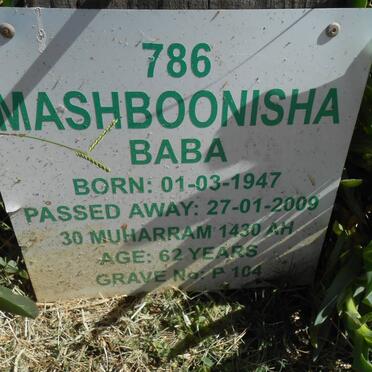 786
MASHBOONISHA
BABA
BORN: 01-03-1947
PASSED AWAY: 27-01-2009
30 MUHARRAM 1430 AH
AGE: 62 YEARS
GRAVE No: P 104